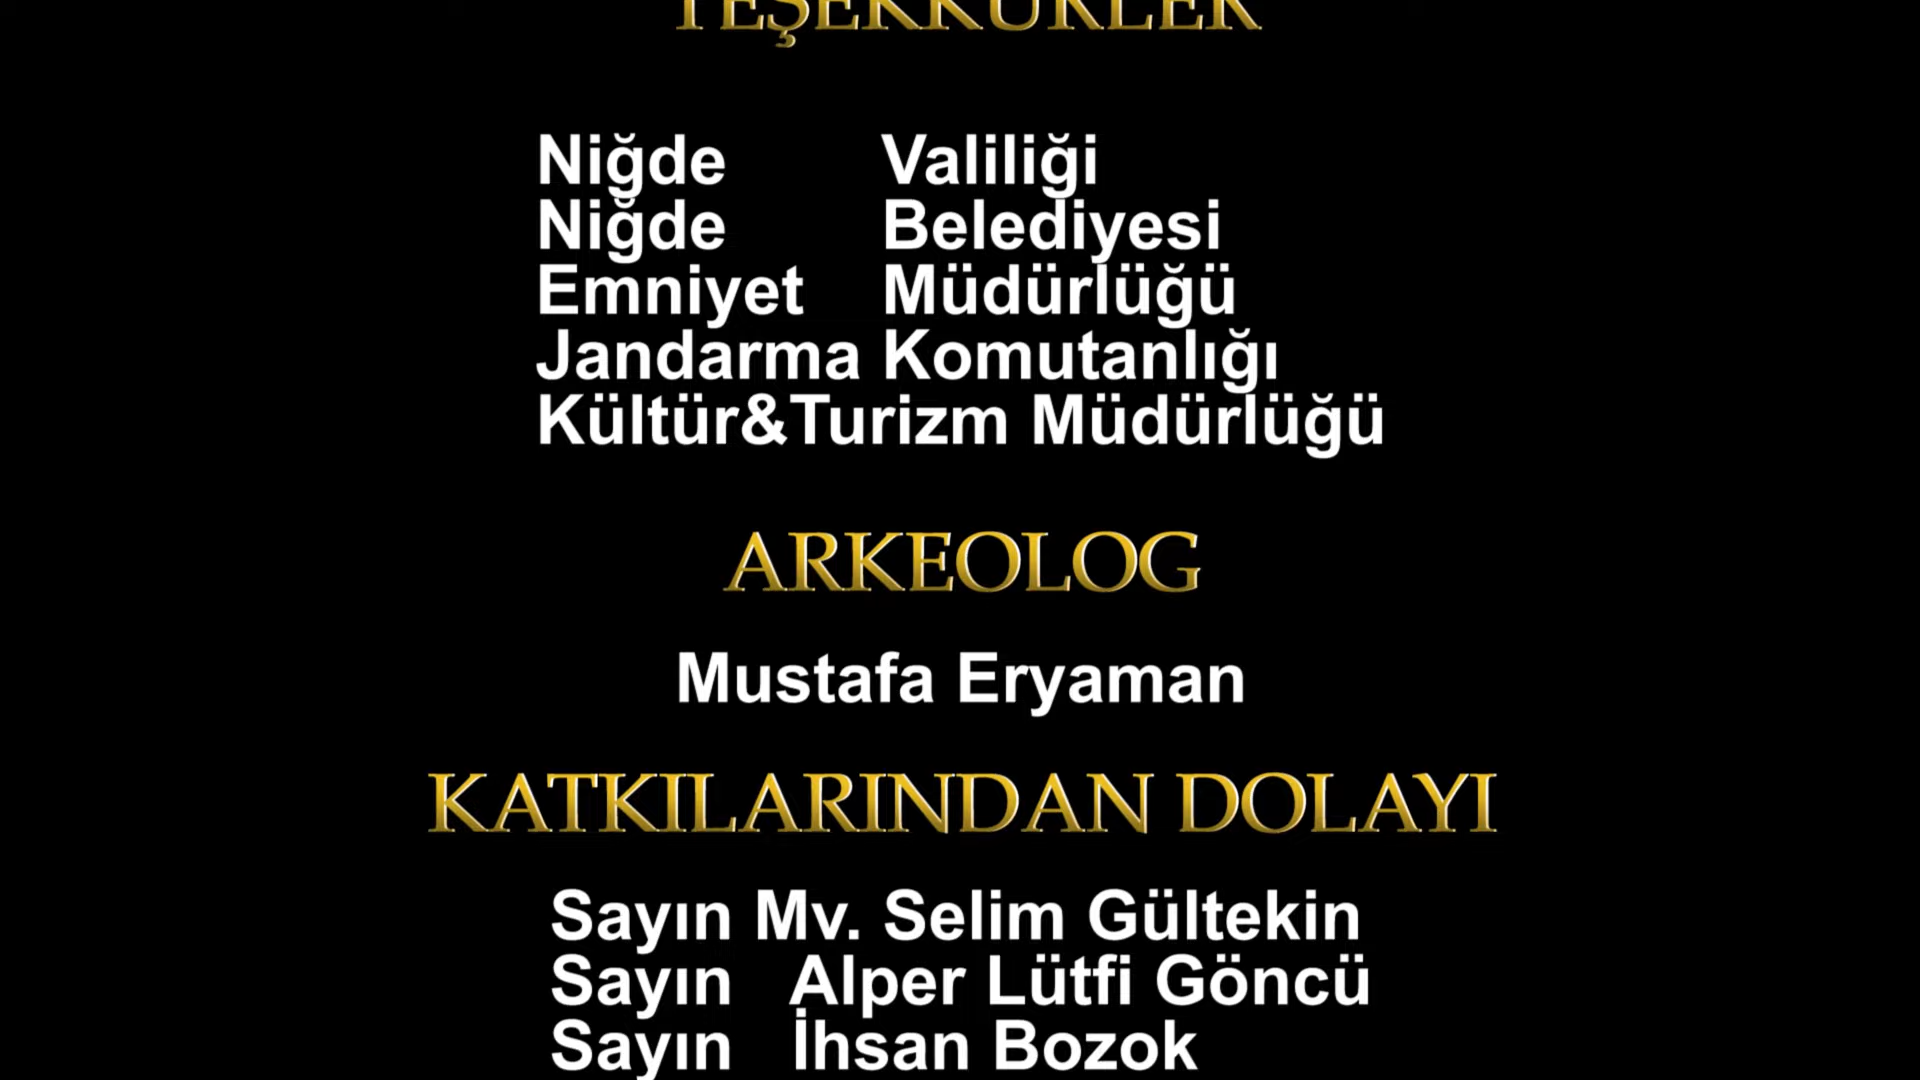 TEŞEKKÜRLER
Niğde Valiliği
Niğde Belediyesi
Emniyet Müdürlüğü
Jandarma Komutanlığı
Kültür&Turizm Müdürlüğü
ARKEOLOG
Mustafa Eryaman
KATKILARINDAN DOLAYI
Sayın Mv. Selim Gültekin
Sayın Alper Lütfi Göncü
Sayın İhsan Bozok